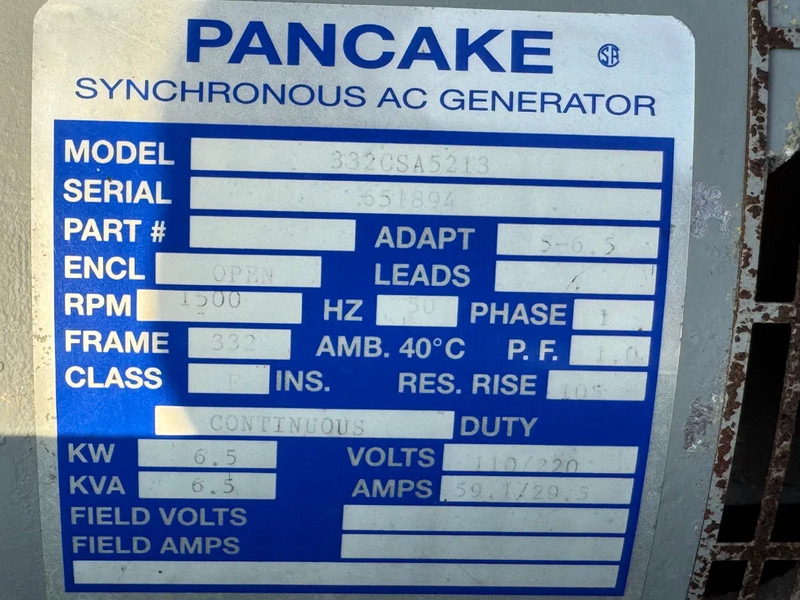 PANCAKE SA
SYNCHRONOUS AC GENERATOR
MODEL 332CSA5213
SERIAL 651894
PART # ADAPT 5-6.5
ENCL OPEN LEADS
RPM 1500 HZ 50 PHASE 1
FRAME 332 AMB. 40°C P. F. 1.0
CLASS F INS. RES. RISE 105
CONTINUOUS DUTY
KW 6.5 VOLTS 110/220
KVA 6.5 AMPS 59.1/29.5
FIELD VOLTS
FIELD AMPS